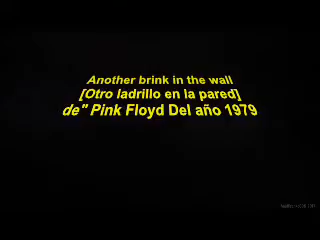 Another brink in the wall
[Otro ladrillo en la pared]
de" Pink Floyd Del año 1979